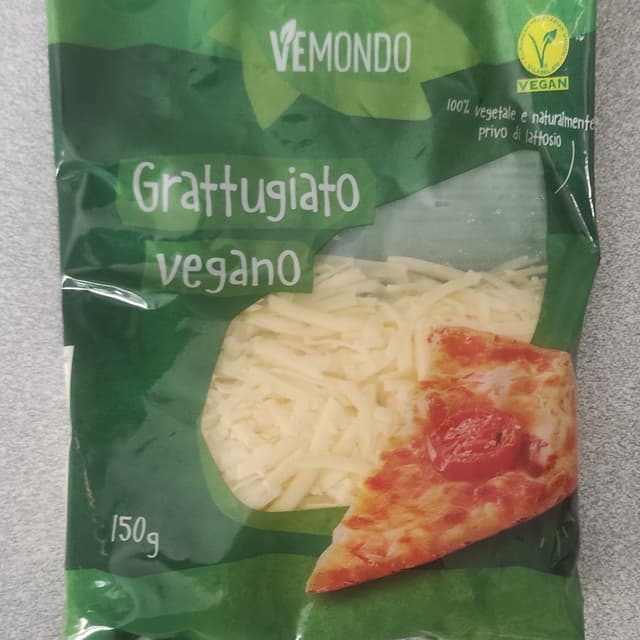 VEMONDO
VEGAN
100% vegetale e naturalmente
privo di lattosio
Grattugiato
vegano
150g